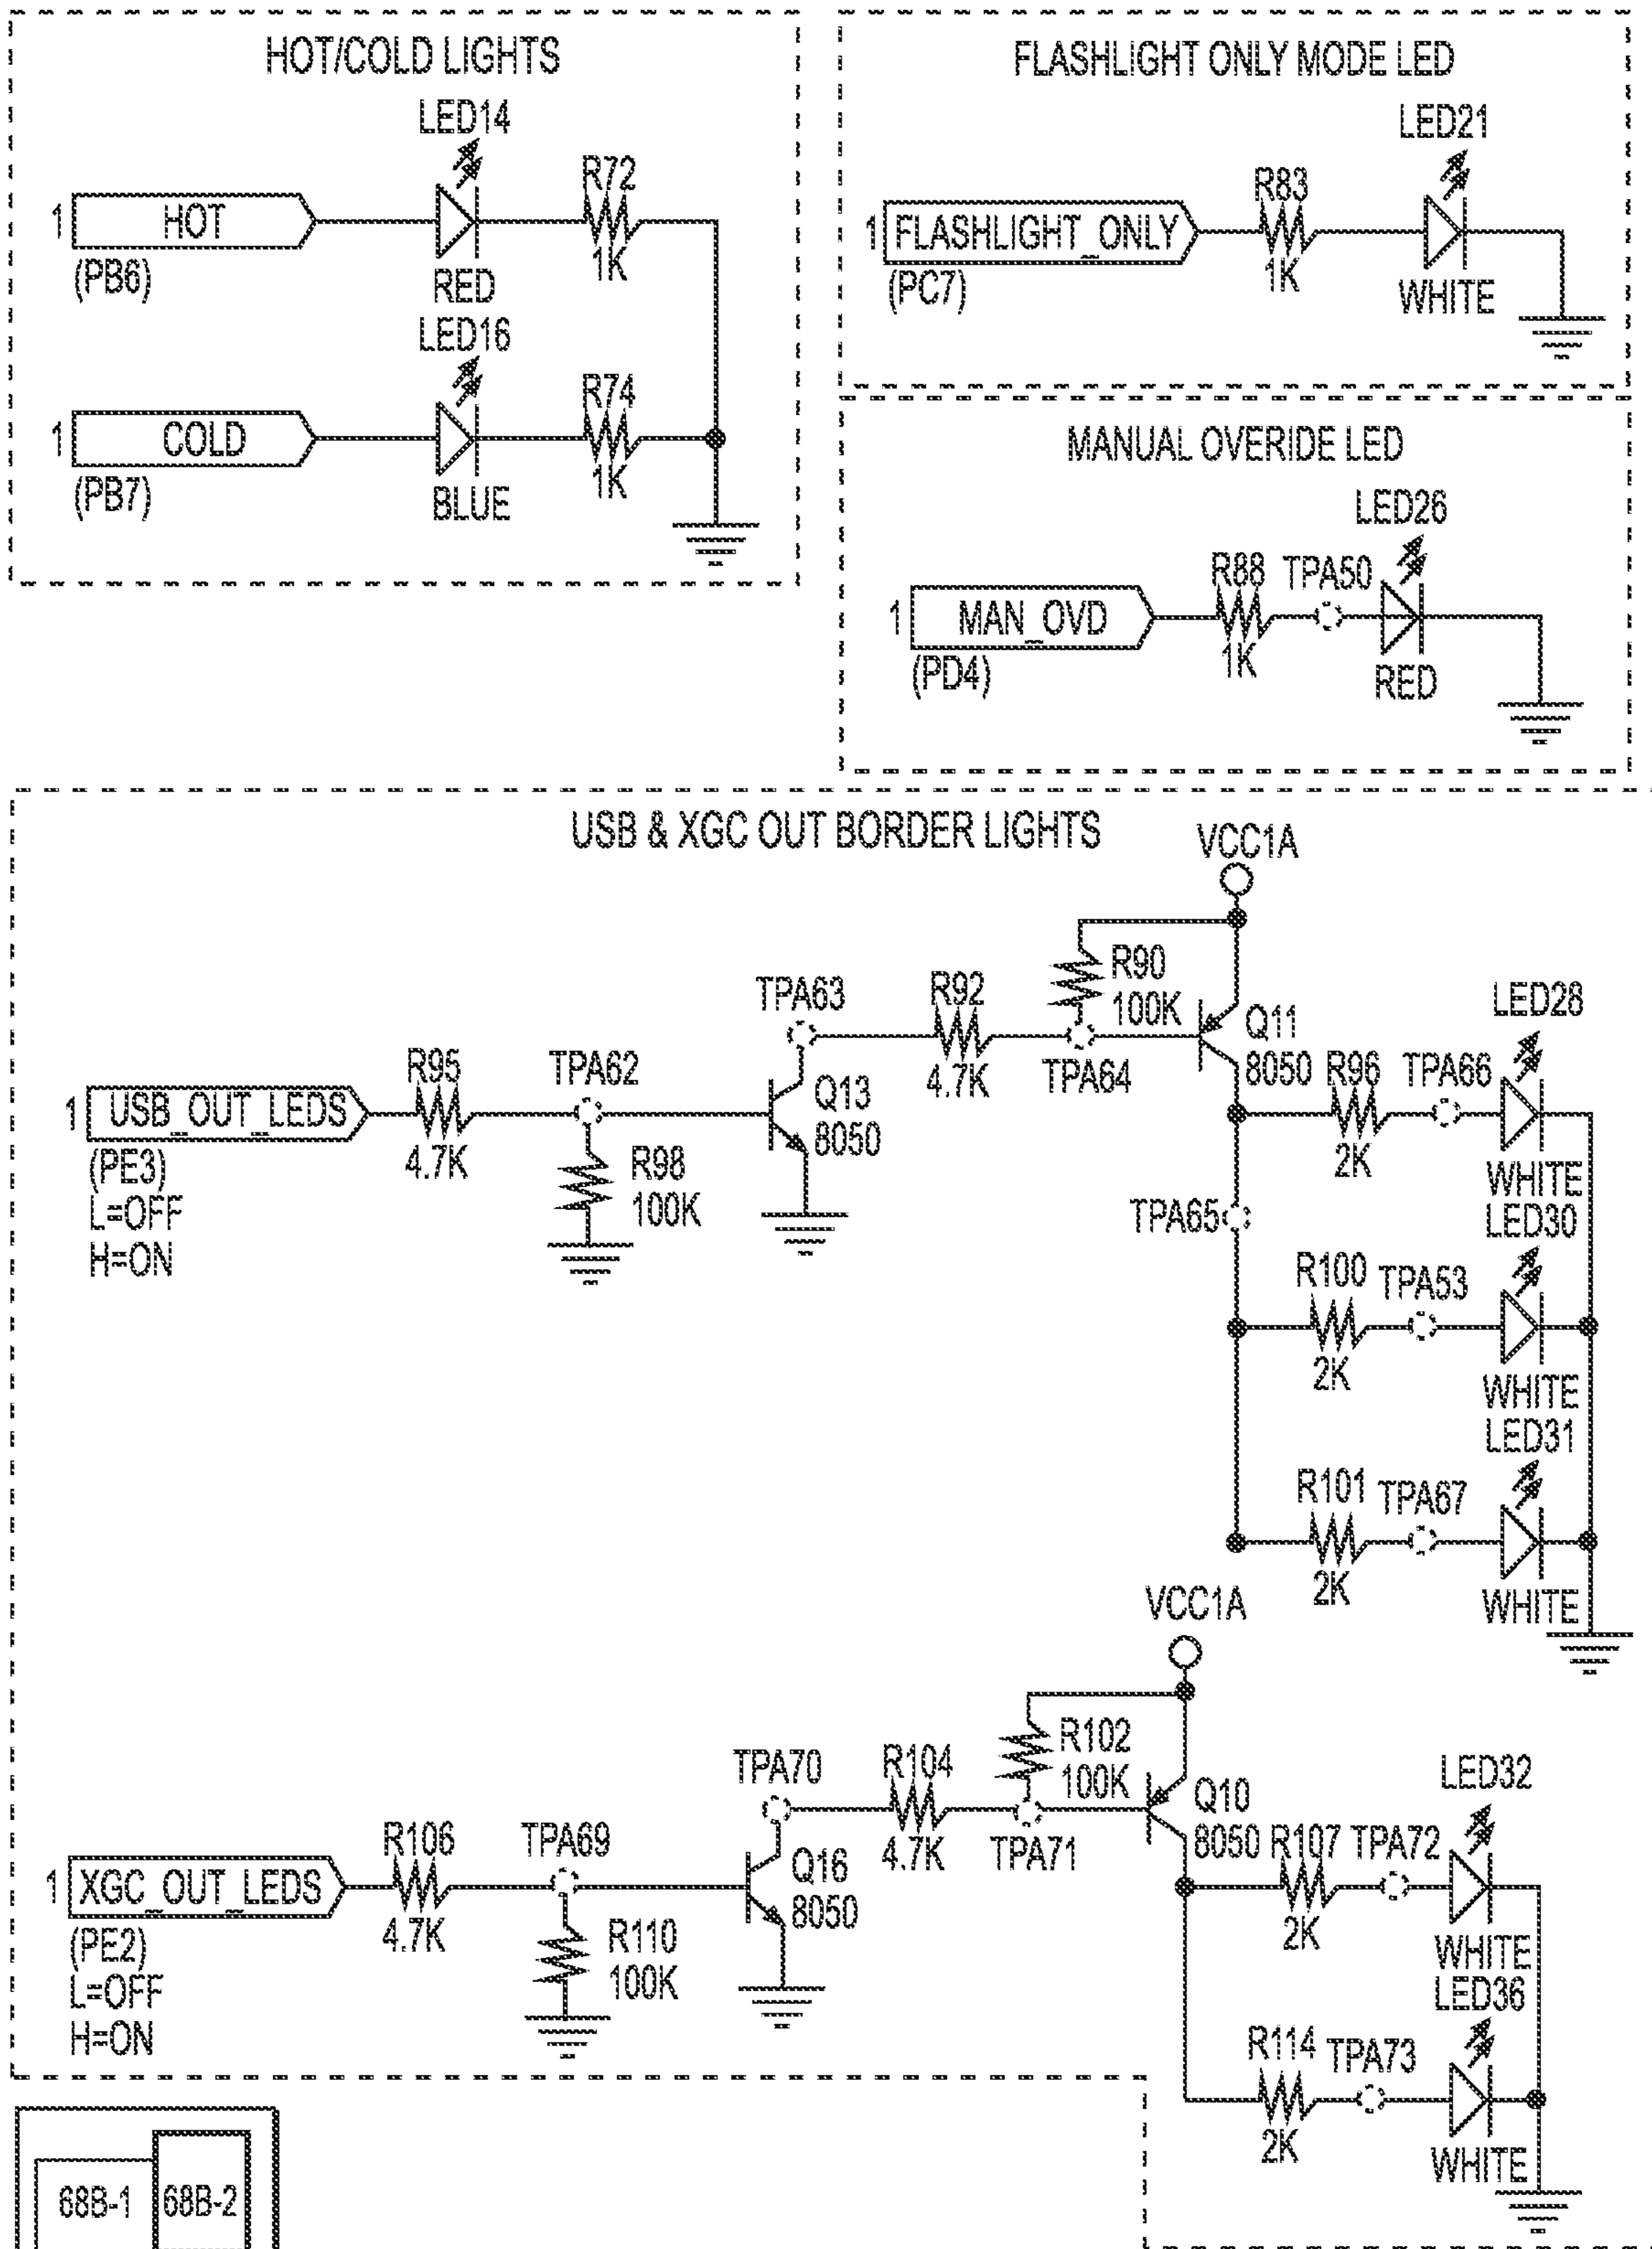 HOT/COLD LIGHTS
LED14
R72
1 HOT
1K
(PB6)
RED
LED16
R74
1 COLD
1K
(PB7)
BLUE
FLASHLIGHT ONLY MODE LED
LED21
R83
1 FLASHLIGHT_ONLY
1K
(PC7)
WHITE
MANUAL OVERIDE LED
LED26
R88 TPA50
1 MAN_OVD
1K
(PD4)
RED
USB & XGC OUT BORDER LIGHTS
VCC1A
R90
100K
TPA63
R92
4.7K
TPA64
Q11
8050
LED28
R95
TPA62
1 USB_OUT_LEDS
4.7K
(PE3)
L=OFF
H=ON
R98
100K
Q13
8050
R96 TPA66
2K
WHITE
TPA65
LED30
R100 TPA53
2K
WHITE
LED31
R101 TPA67
2K
WHITE
VCC1A
R102
100K
TPA70
R104
4.7K
TPA71
Q10
8050
LED32
R106
TPA69
1 XGC_OUT_LEDS
4.7K
(PE2)
L=OFF
H=ON
R110
100K
Q16
8050
R107 TPA72
2K
WHITE
LED36
R114 TPA73
2K
WHITE
68B-1 68B-2